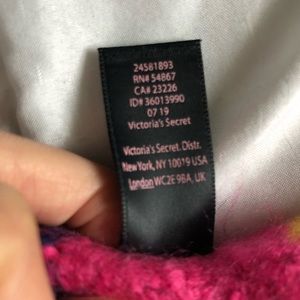 24581893
RN# 54867
CA# 23226
ID# 36013990
07 19
Victoria's Secret
Victoria's Secret. Distr.
New York, NY 10019 USA
London WC2E 9BA, UK